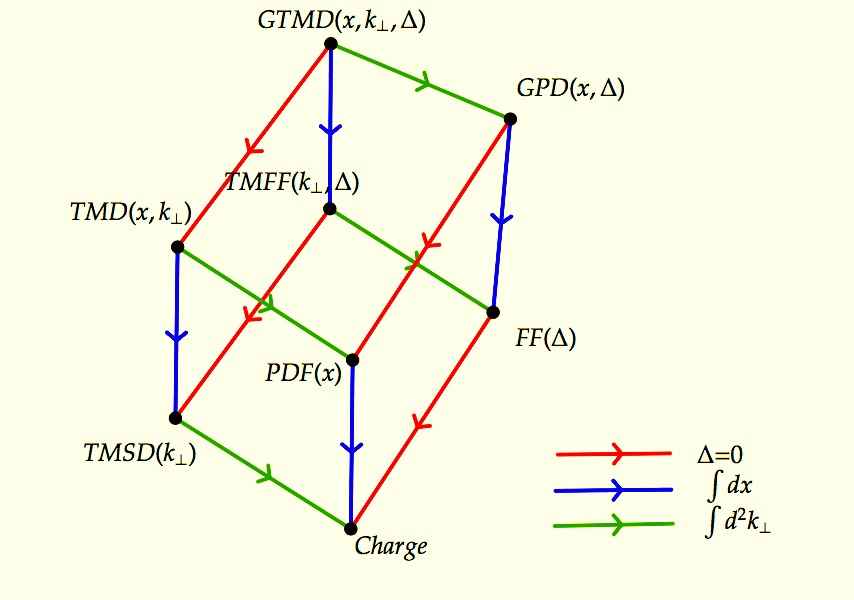 GTMD(x,k⊥,Δ)
GPD(x,Δ)
TMFF(k⊥,Δ)
TMD(x,k⊥)
FF(Δ)
PDF(x)
TMSD(k⊥)
Charge
Δ=0
∫dx
∫d²k⊥